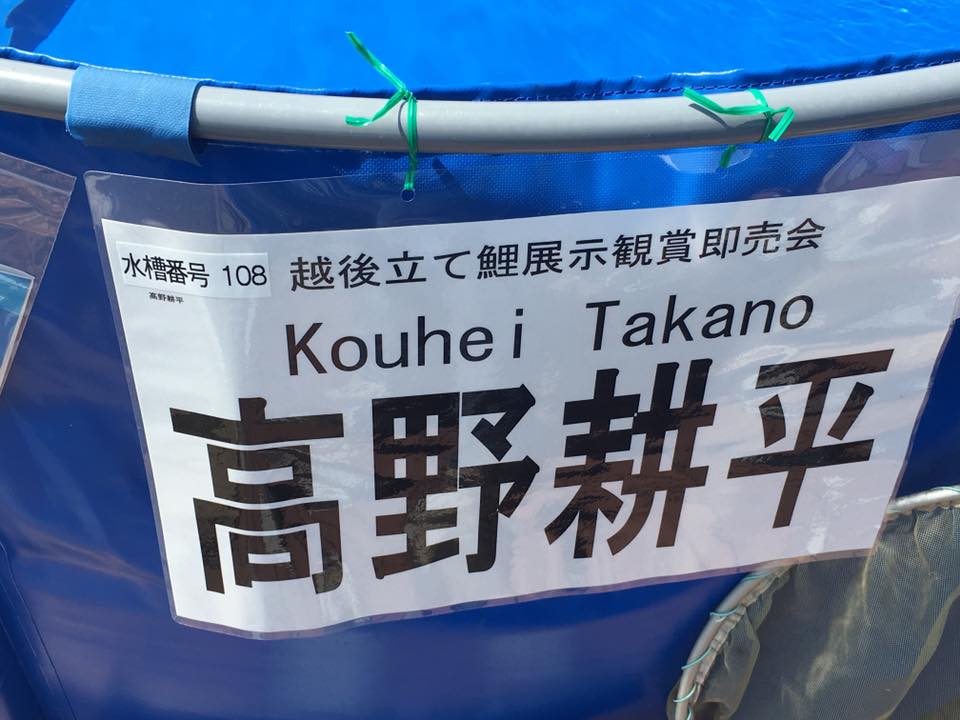 水槽番号 108
高野耕平
越後立て鯉展示観賞即売会
Kouhei Takano
高野耕平